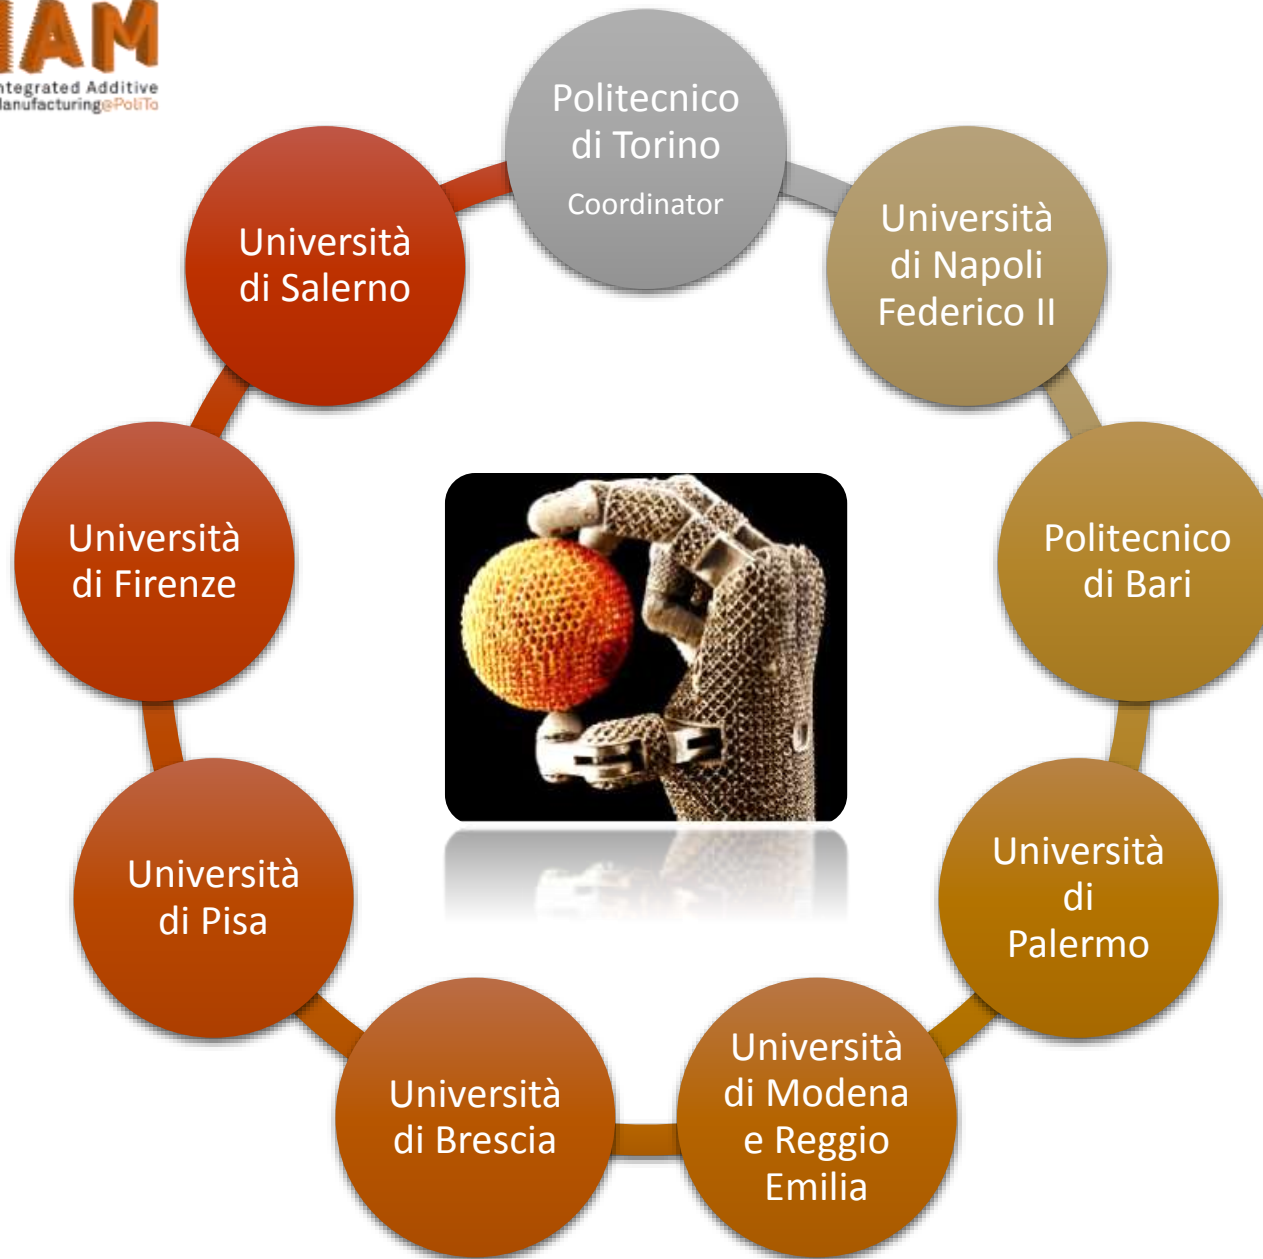 IAM
ntegrated Additive
Manufacturing@PoliTo
Politecnico
di Torino
Coordinator
Università
di Napoli
Federico II
Politecnico
di Bari
Università
di
Palermo
Università
di Modena
e Reggio
Emilia
Università
di Brescia
Università
di Pisa
Università
di Firenze
Università
di Salerno